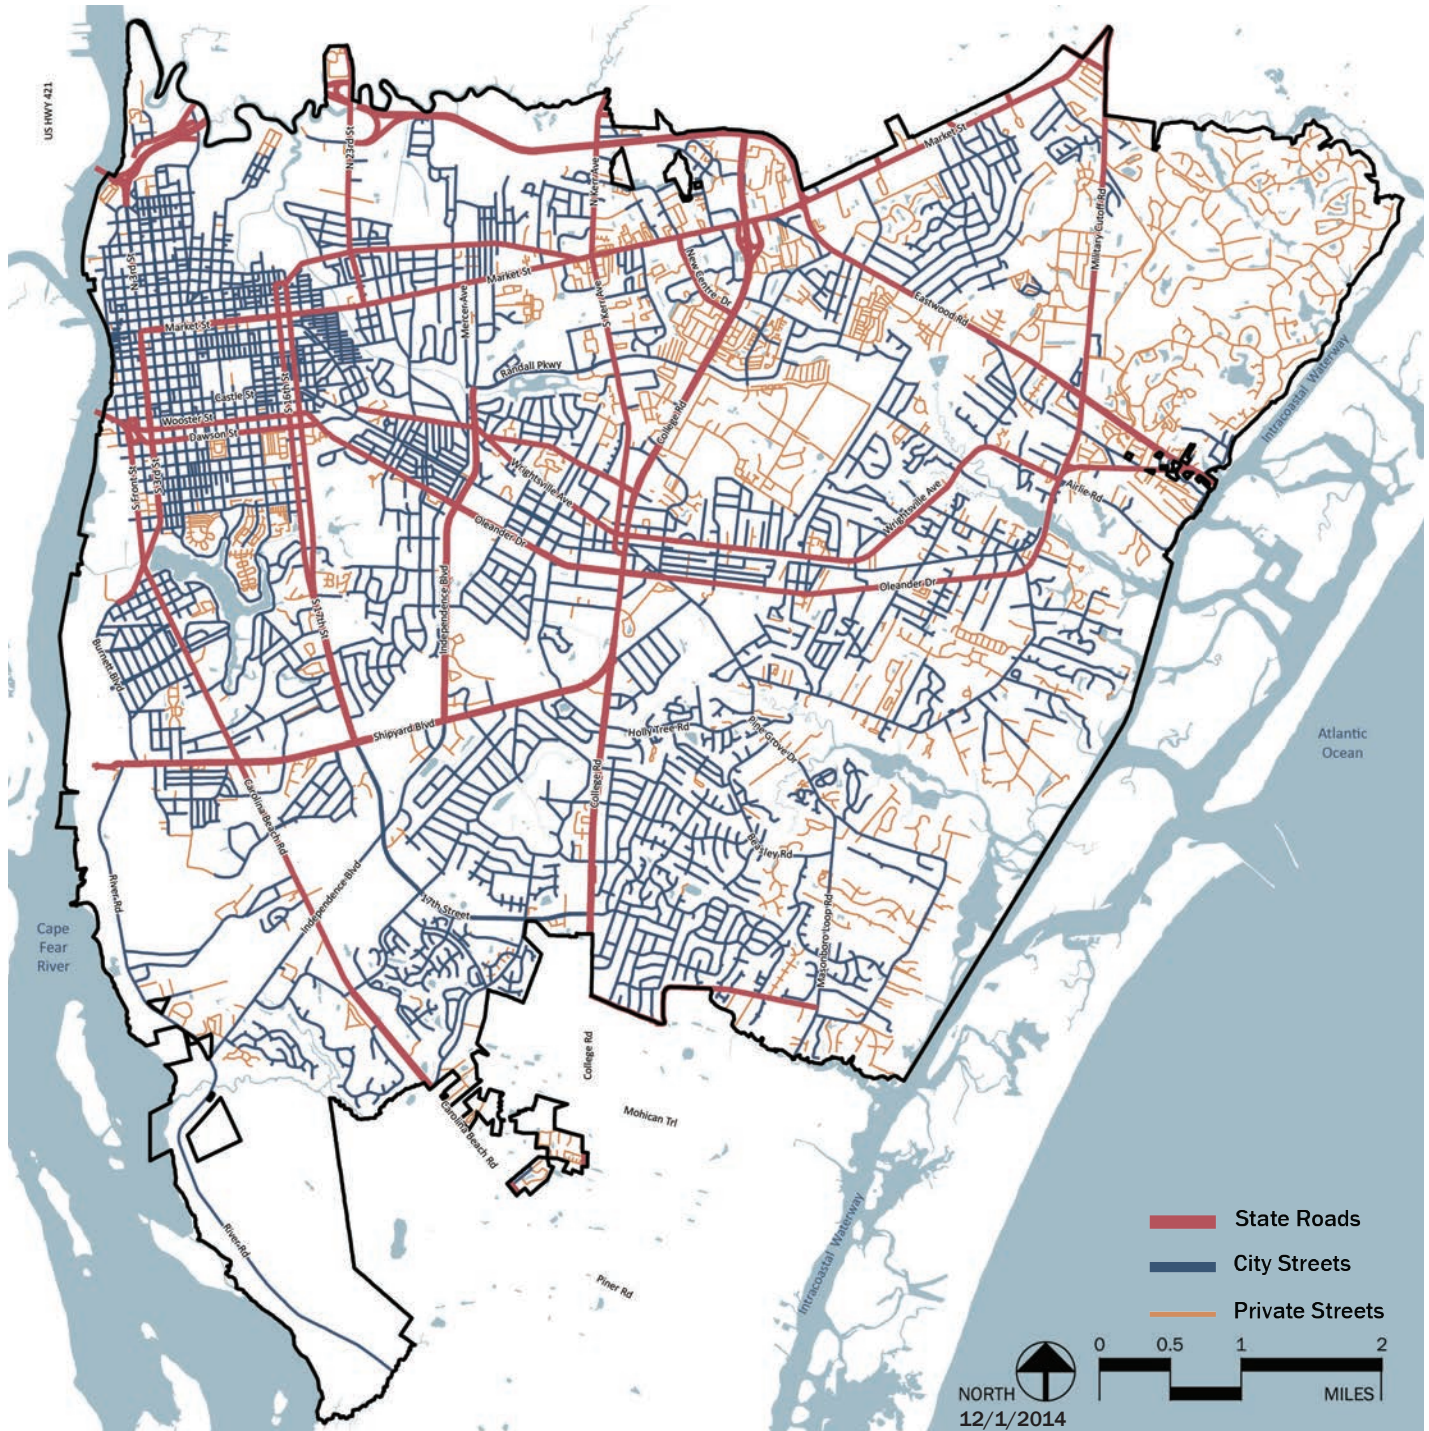 US HWY 421
N 23rd St
Market St
N Kerr Ave
Military Cutoff Rd
N 3rd St
New Centre Dr
Market St
Mercer Ave
S Kerr Ave
Eastwood Rd
Market St
Randall Pkwy
Intracoastal Waterway
S 16th St
Castle St
Wooster St
Dawson St
College Rd
S Front St
S 3rd St
Wrightsville Ave
Wrightsville Ave
Airlie Rd
Oleander Dr
Oleander Dr
Independence Blvd
S 17th St
Burnett Blvd
Shipyard Blvd
Holly Tree Rd
Pine Grove Dr
Atlantic
Ocean
College Rd
Carolina Beach Rd
Beasley Rd
River Rd
Independence Blvd
17th Street
Masonboro Loop Rd
Cape
Fear
River
College Rd
Carolina Beach Rd
Mohican Trl
River Rd
Intracoastal Waterway
Piner Rd
State Roads
City Streets
Private Streets
0 0.5 1 2
NORTH MILES
12/1/2014